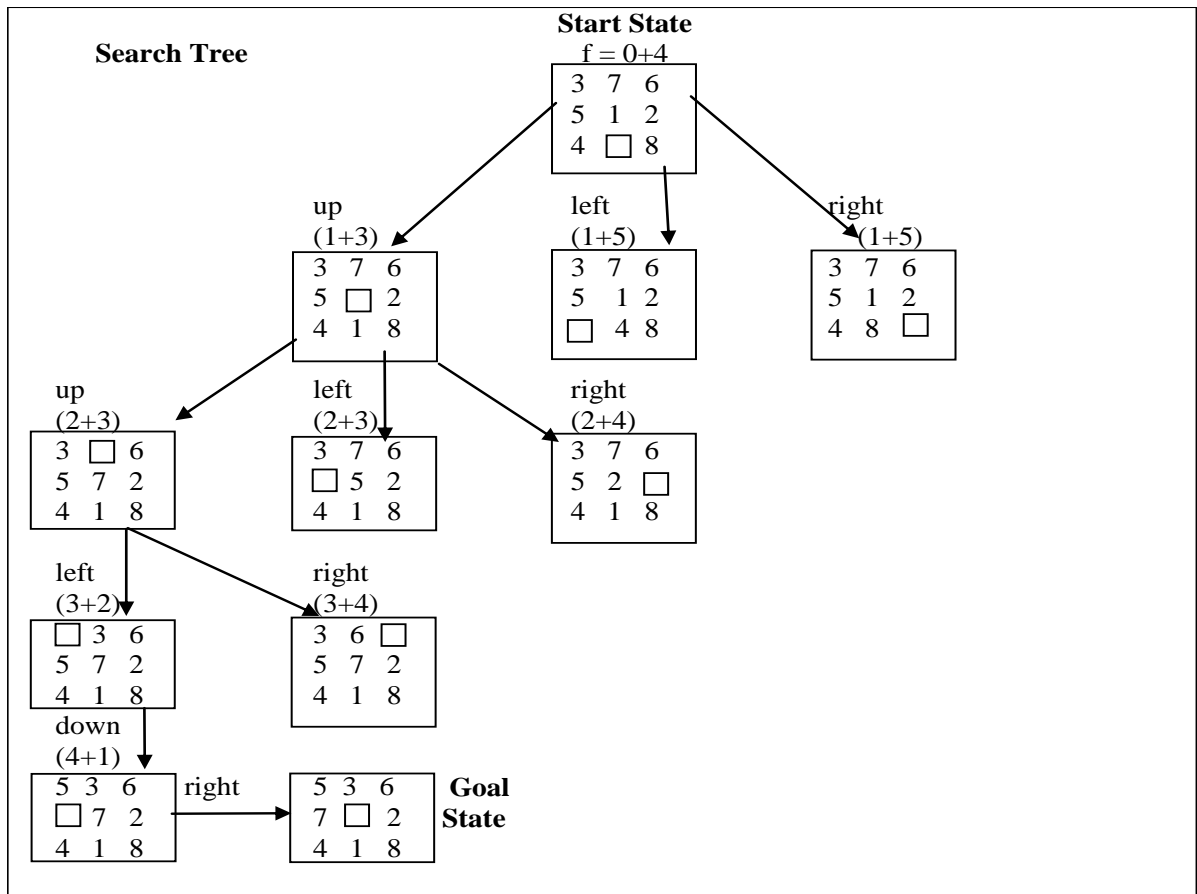 Start State
Search Tree
f = 0+4
3 7 6
5 1 2
4 8
up
(1+3)
3 7 6
5 2
4 1 8
left
(1+5)
3 7 6
5 1 2
4 8
right
(1+5)
3 7 6
5 1 2
4 8
up
(2+3)
3 6
5 7 2
4 1 8
left
(2+3)
3 7 6
5 2
4 1 8
right
(2+4)
3 7 6
5 2
4 1 8
left
(3+2)
3 6
5 7 2
4 1 8
right
(3+4)
3 6
5 7 2
4 1 8
down
(4+1)
5 3 6
7 2
4 1 8
right
5 3 6
7 2
4 1 8
Goal
State